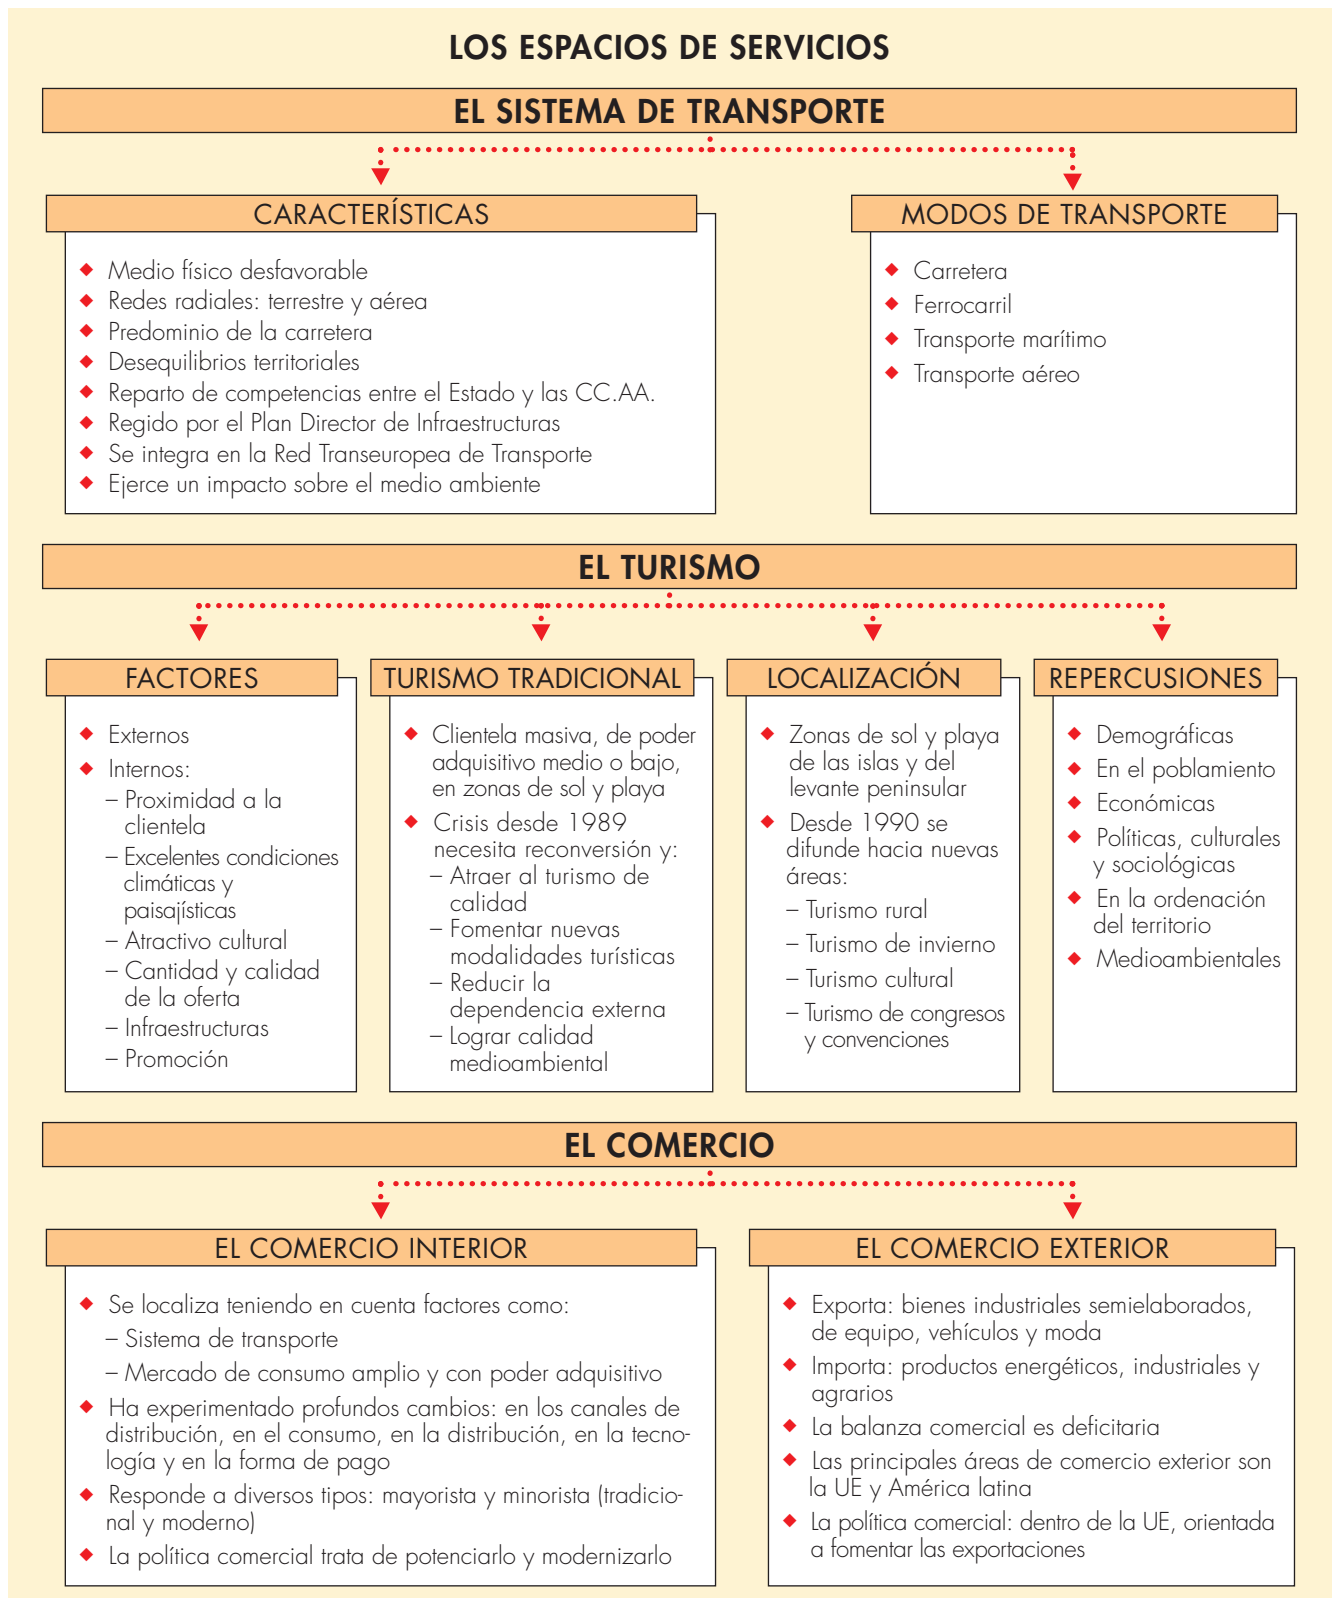 LOS ESPACIOS DE SERVICIOS
EL SISTEMA DE TRANSPORTE
CARACTERÍSTICAS
Medio físico desfavorable
Redes radiales: terrestre y aérea
Predominio de la carretera
Desequilibrios territoriales
Reparto de competencias entre el Estado y las CC.AA.
Regido por el Plan Director de Infraestructuras
Se integra en la Red Transeuropea de Transporte
Ejerce un impacto sobre el medio ambiente
MODOS DE TRANSPORTE
Carretera
Ferrocarril
Transporte marítimo
Transporte aéreo
EL TURISMO
FACTORES
Externos
Internos:
– Proximidad a la
clientela
– Excelentes condiciones
climáticas y
paisajísticas
– Atractivo cultural
– Cantidad y calidad
de la oferta
– Infraestructuras
– Promoción
TURISMO TRADICIONAL
Clientela masiva, de poder
adquisitivo medio o bajo,
en zonas de sol y playa
Crisis desde 1989
necesita reconversión y:
– Atraer al turismo de
calidad
– Fomentar nuevas
modalidades turísticas
– Reducir la
dependencia externa
– Lograr calidad
medioambiental
LOCALIZACIÓN
Zonas de sol y playa
de las islas y del
levante peninsular
Desde 1990 se
difunde hacia nuevas
áreas:
– Turismo rural
– Turismo de invierno
– Turismo cultural
– Turismo de congresos
y convenciones
REPERCUSIONES
Demográficas
En el poblamiento
Económicas
Políticas, culturales
y sociológicas
En la ordenación
del territorio
Medioambientales
EL COMERCIO
EL COMERCIO INTERIOR
Se localiza teniendo en cuenta factores como:
– Sistema de transporte
– Mercado de consumo amplio y con poder adquisitivo
Ha experimentado profundos cambios: en los canales de
distribución, en el consumo, en la distribución, en la tecno-
logía y en la forma de pago
Responde a diversos tipos: mayorista y minorista (tradicio-
nal y moderno)
La política comercial trata de potenciarlo y modernizarlo
EL COMERCIO EXTERIOR
Exporta: bienes industriales semielaborados,
de equipo, vehículos y moda
Importa: productos energéticos, industriales y
agrarios
La balanza comercial es deficitaria
Las principales áreas de comercio exterior son
la UE y América latina
La política comercial: dentro de la UE, orientada
a fomentar las exportaciones